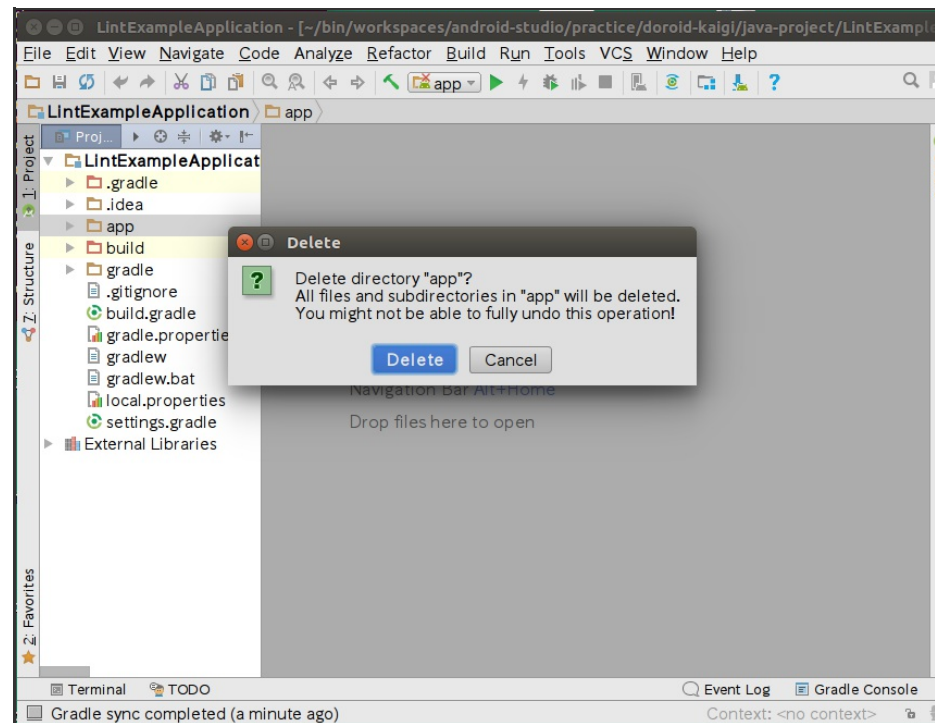 LintExampleApplication - [~/bin/workspaces/android-studio/practice/doroid-kaigi/java-project/LintExample
File Edit View Navigate Code Analyze Refactor Build Run Tools VCS Window Help
app
LintExampleApplication app
1: Project
Proj...
LintExampleApplicat
.gradle
.idea
app
build
gradle
.gitignore
build.gradle
gradle.propertie
gradlew
gradlew.bat
local.properties
settings.gradle
External Libraries
7: Structure
2: Favorites
Delete
Delete directory "app"?
All files and subdirectories in "app" will be deleted.
You might not be able to fully undo this operation!
Delete Cancel
Navigation Bar Alt+Home
Drop files here to open
Terminal TODO Event Log Gradle Console
Gradle sync completed (a minute ago) Context: <no context>